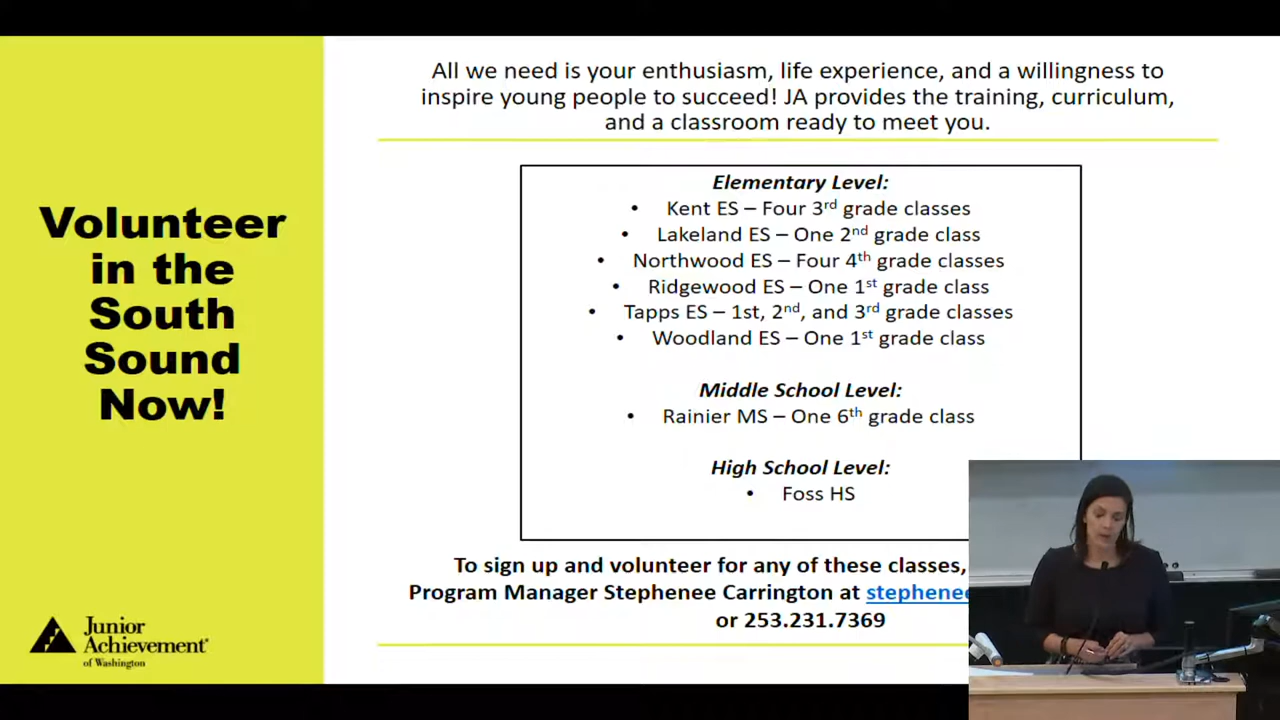 All we need is your enthusiasm, life experience, and a willingness to
inspire young people to succeed! JA provides the training, curriculum,
and a classroom ready to meet you.
Volunteer
in the
South
Sound
Now!
Elementary Level:
• Kent ES – Four 3rd grade classes
• Lakeland ES – One 2nd grade class
• Northwood ES – Four 4th grade classes
• Ridgewood ES – One 1st grade class
• Tapps ES – 1st, 2nd, and 3rd grade classes
• Woodland ES – One 1st grade class
Middle School Level:
• Rainier MS – One 6th grade class
High School Level:
• Foss HS
To sign up and volunteer for any of these classes,
Program Manager Stephenee Carrington at stephenee
or 253.231.7369
Junior
Achievement®
of Washington